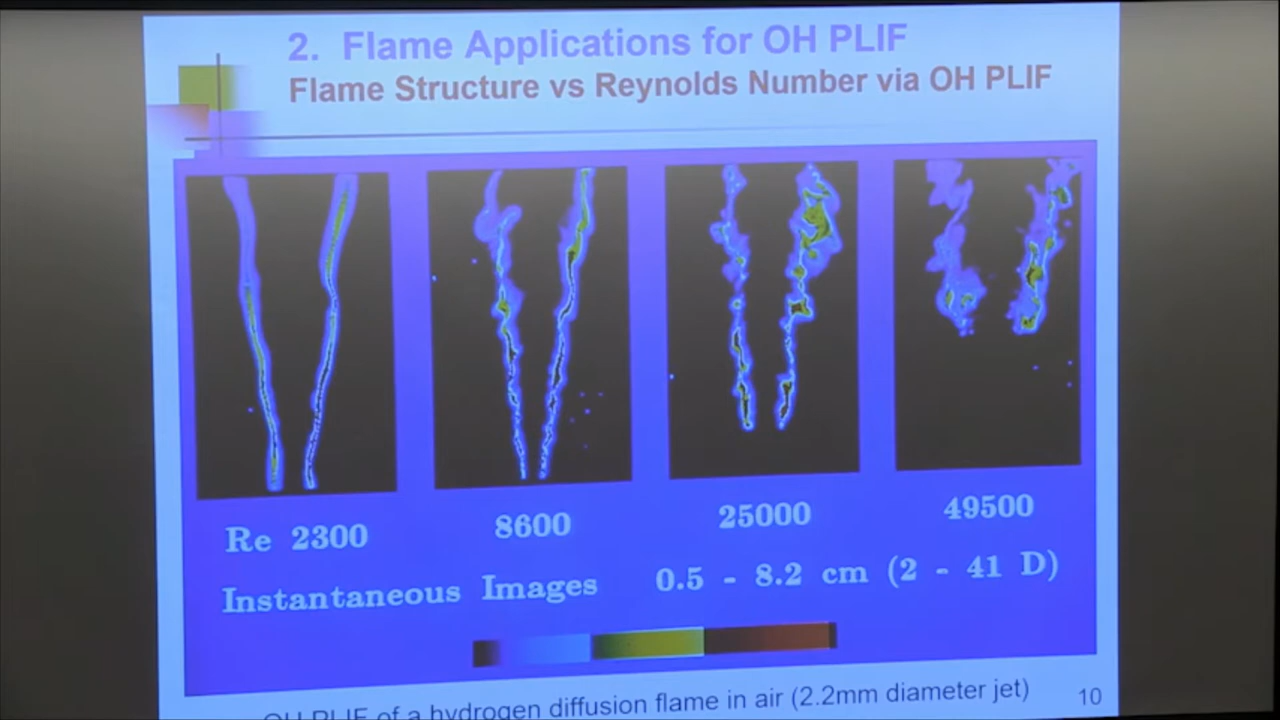 2. Flame Applications for OH PLIF
Flame Structure vs Reynolds Number via OH PLIF
Re 2300 8600 25000 49500
Instantaneous Images 0.5 - 8.2 cm (2 - 41 D)
OH PLIF of a hydrogen diffusion flame in air (2.2mm diameter jet) 10